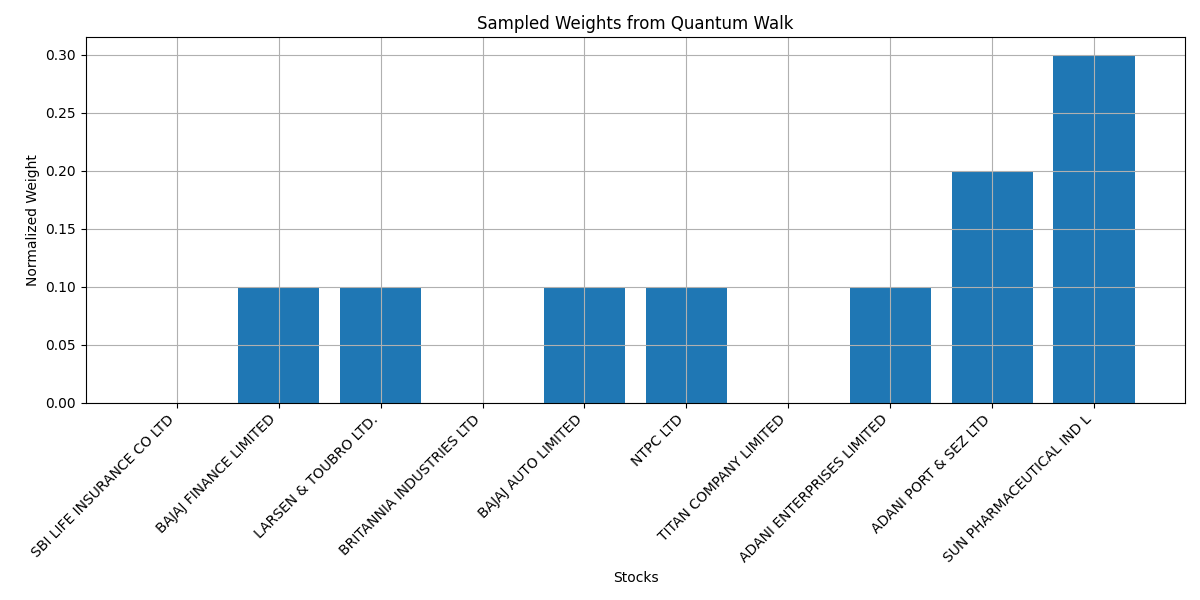 Sampled Weights from Quantum Walk
Normalized Weight
0.30
0.25
0.20
0.15
0.10
0.05
0.00
SBI LIFE INSURANCE CO LTD
BAJAJ FINANCE LIMITED
LARSEN & TOUBRO LTD.
BRITANNIA INDUSTRIES LTD
BAJAJ AUTO LIMITED
NTPC LTD
TITAN COMPANY LIMITED
ADANI ENTERPRISES LIMITED
ADANI PORT & SEZ LTD
SUN PHARMACEUTICAL IND L
Stocks